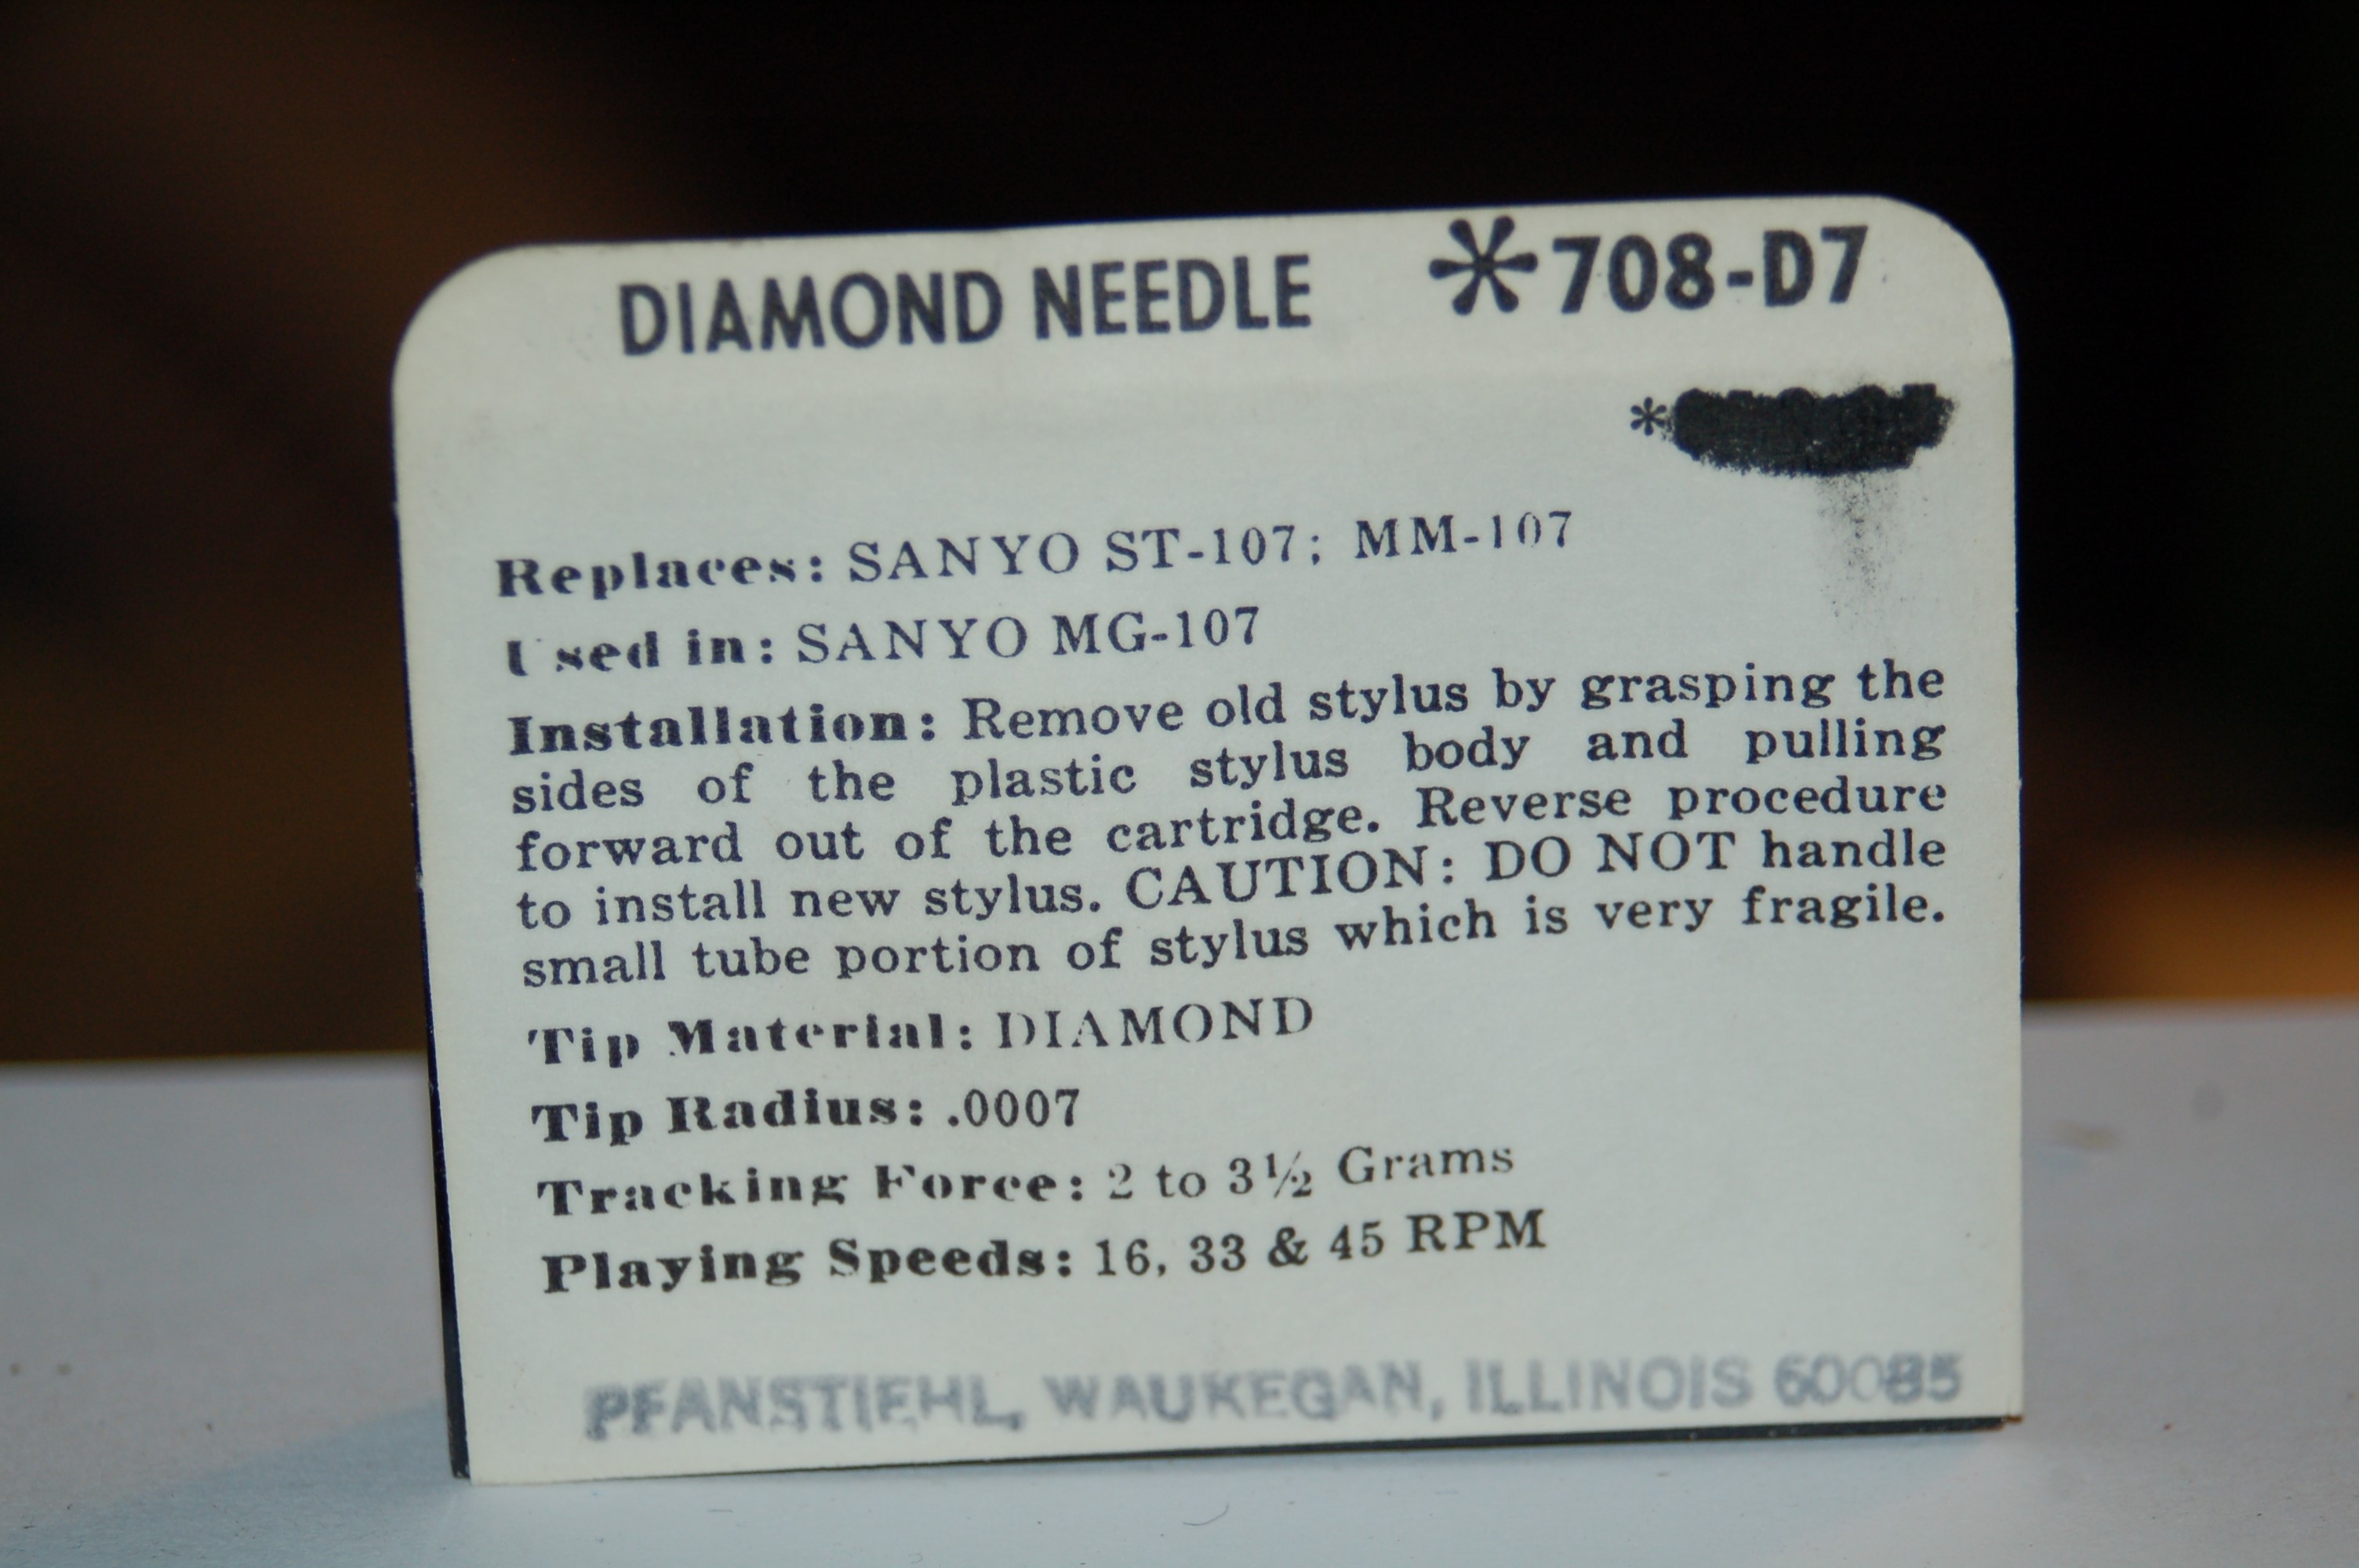 DIAMOND NEEDLE *708-D7
*
Replaces: SANYO ST-107; MM-107
Used in: SANYO MG-107
Installation: Remove old stylus by grasping the
sides of the plastic stylus body and pulling
forward out of the cartridge. Reverse procedure
to install new stylus. CAUTION: DO NOT handle
small tube portion of stylus which is very fragile.
Tip Material: DIAMOND
Tip Radius: .0007
Tracking Force: 2 to 3½ Grams
Playing Speeds: 16, 33 & 45 RPM
PFANSTIEHL, WAUKEGAN, ILLINOIS 60085